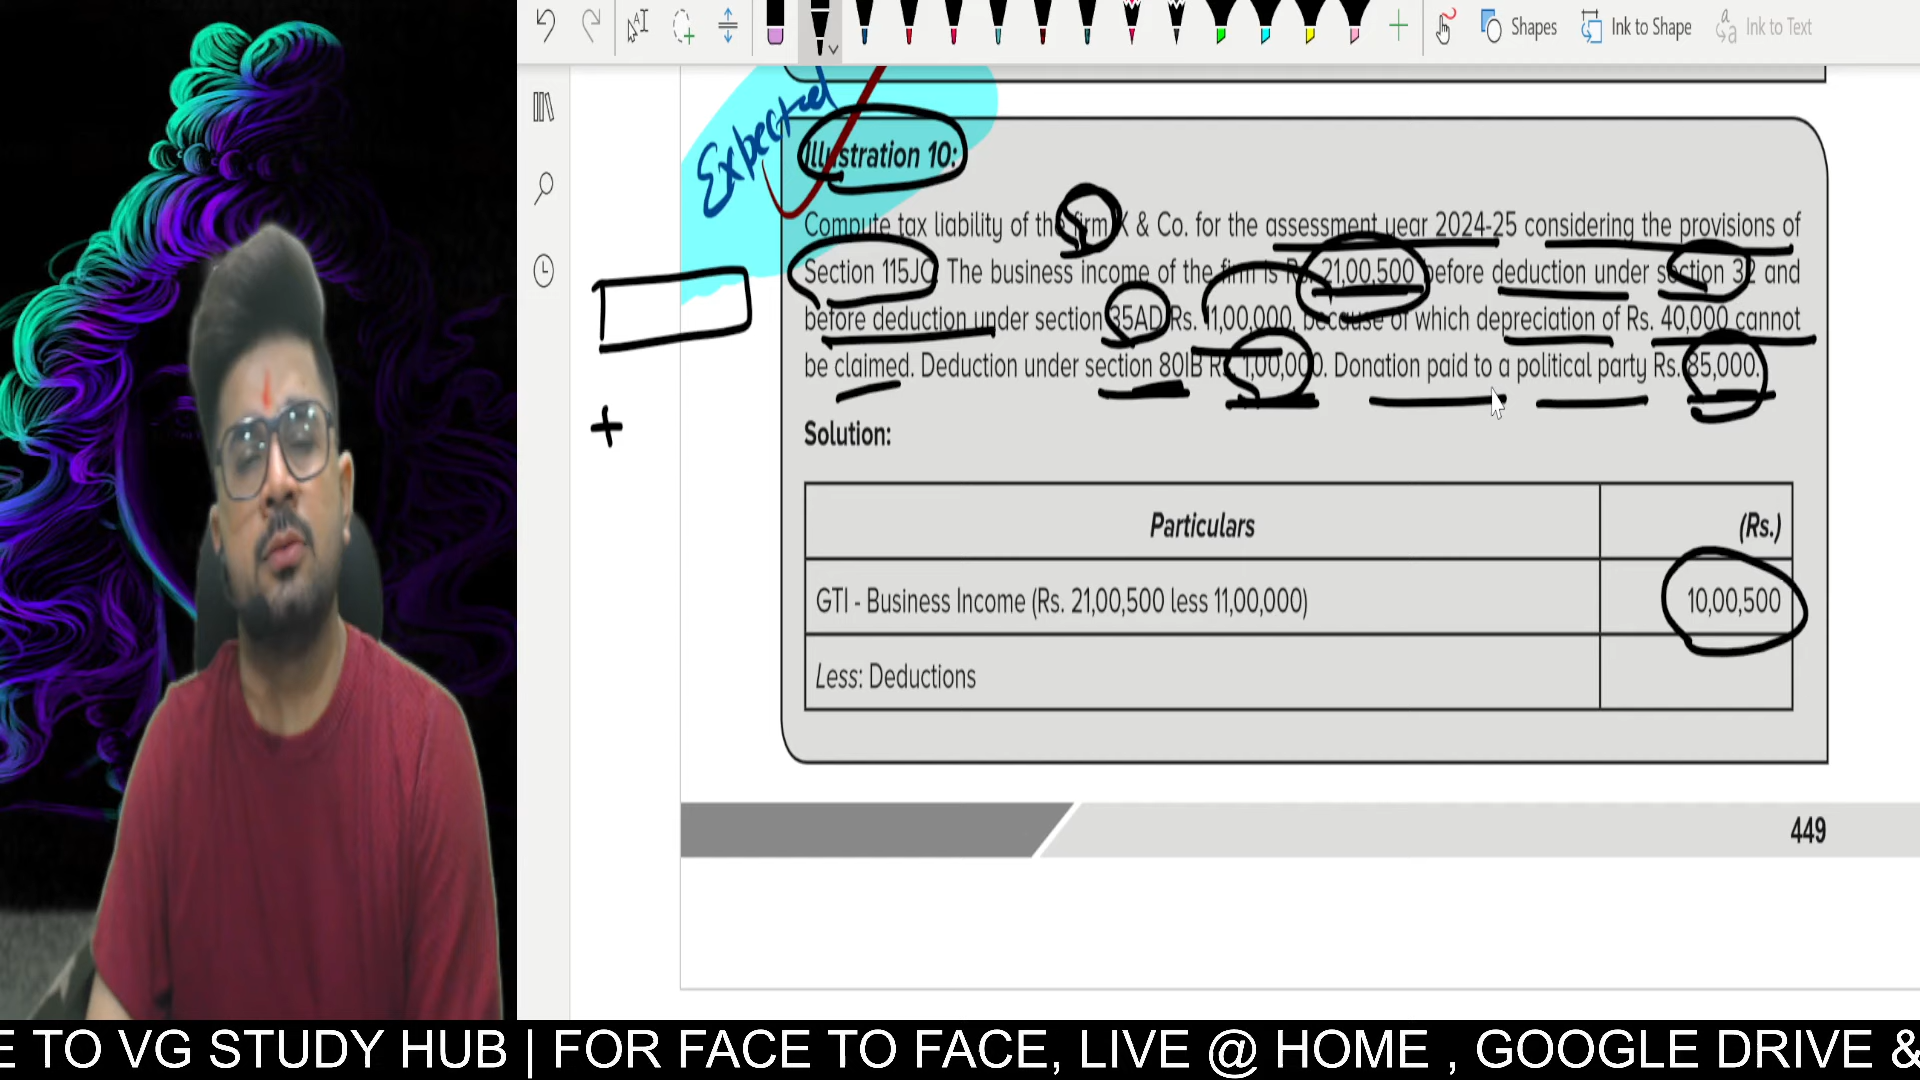 Shapes
Ink to Shape
Ink to Text
Expected
Illustration 10:
Compute tax liability of the firm X & Co. for the assessment year 2024-25 considering the provisions of
Section 115JC. The business income of the firm is Rs. 21,00,500 before deduction under section 32 and
before deduction under section 35AD Rs. 11,00,000, because of which depreciation of Rs. 40,000 cannot
be claimed. Deduction under section 80IB Rs. 1,00,000. Donation paid to a political party Rs. 85,000.
+
Solution:
Particulars (Rs.)
GTI - Business Income (Rs. 21,00,500 less 11,00,000) 10,00,500
Less: Deductions
449
E TO VG STUDY HUB | FOR FACE TO FACE, LIVE @ HOME , GOOGLE DRIVE &